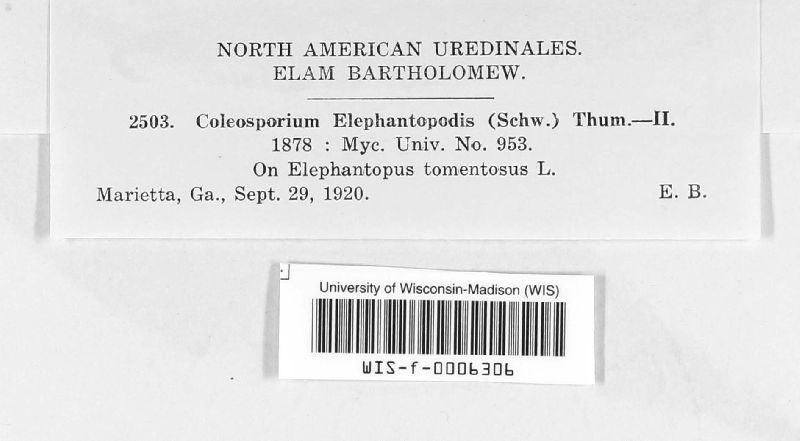 NORTH AMERICAN UREDINALES.
ELAM BARTHOLOMEW.
2503. Coleosporium Elephantopodis (Schw.) Thum.—II.
1878 : Myc. Univ. No. 953.
On Elephantopus tomentosus L.
Marietta, Ga., Sept. 29, 1920. E. B.
University of Wisconsin-Madison (WIS)
WIS-f-0006306